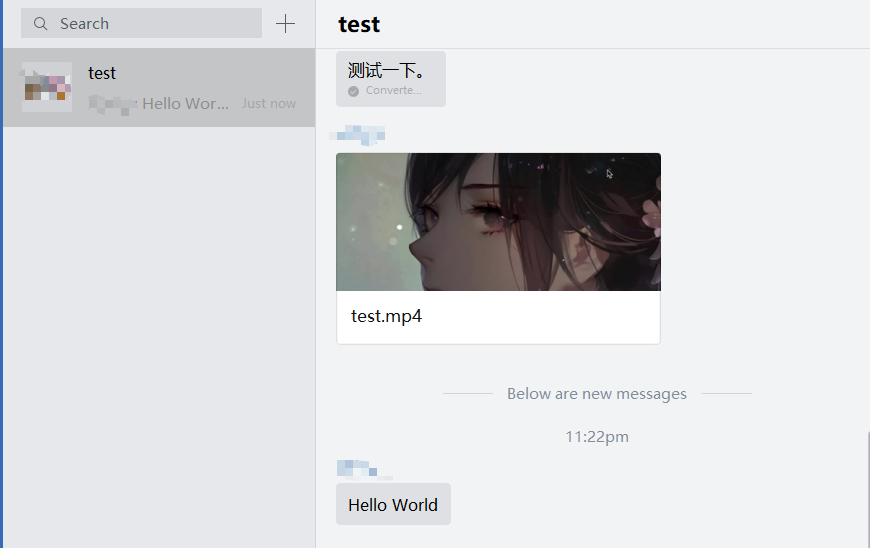 Search
test
test
Hello Wor...
Just now
测试一下。
Converte...
test.mp4
Below are new messages
11:22pm
Hello World